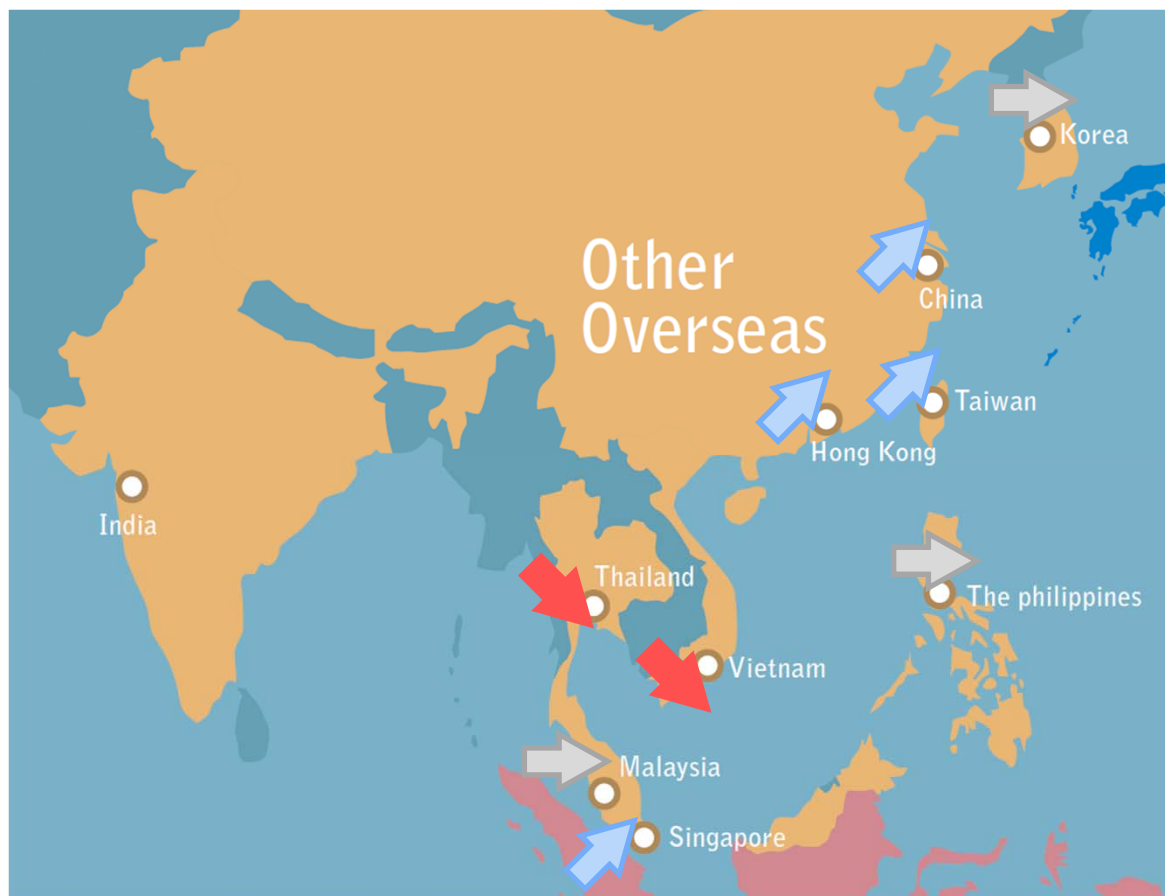 Korea
Other
Overseas
China
Taiwan
Hong Kong
India
Thailand
The philippines
Vietnam
Malaysia
Singapore